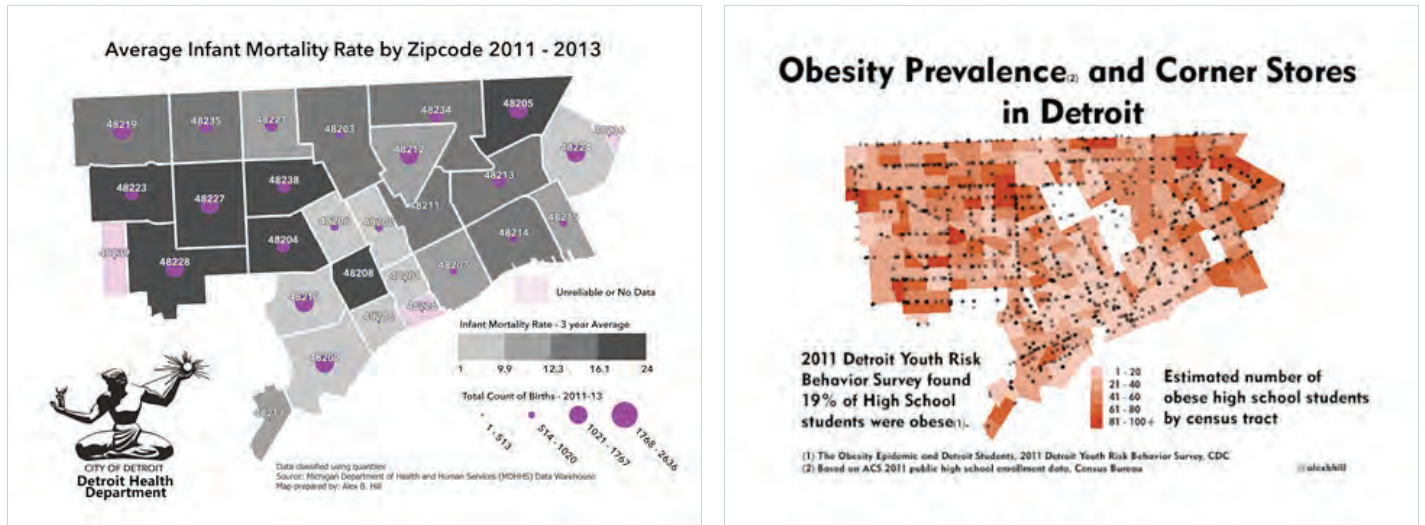 Average Infant Mortality Rate by Zipcode 2011 - 2013
48205
48234
48219
48235
48221
48203
48212
48224
48238
48213
48223
48227
48211
48215
48204
48214
48228
48208
48207
48209
48217
Unreliable or No Data
Infant Mortality Rate - 3 year Average
1 9.9 12.3 16.1 24
Total Count of Births - 2011-13
1 - 513
514 - 1020
1021 - 1767
1768 - 2636
CITY OF DETROIT
Detroit Health
Department
Data classified using quantiles
Source: Michigan Department of Health and Human Services (MDHHS) Data Warehouse
Map prepared by: Alex B. Hill
Obesity Prevalence(2) and Corner Stores
in Detroit
2011 Detroit Youth Risk
Behavior Survey found
19% of High School
students were obese(1).
1 - 20
21 - 40
41 - 60
61 - 80
81 - 100+
Estimated number of
obese high school students
by census tract
(1) The Obesity Epidemic and Detroit Students, 2011 Detroit Youth Risk Behavior Survey, CDC
(2) Based on ACS 2011 public high school enrollment data, Census Bureau
@alexbhill